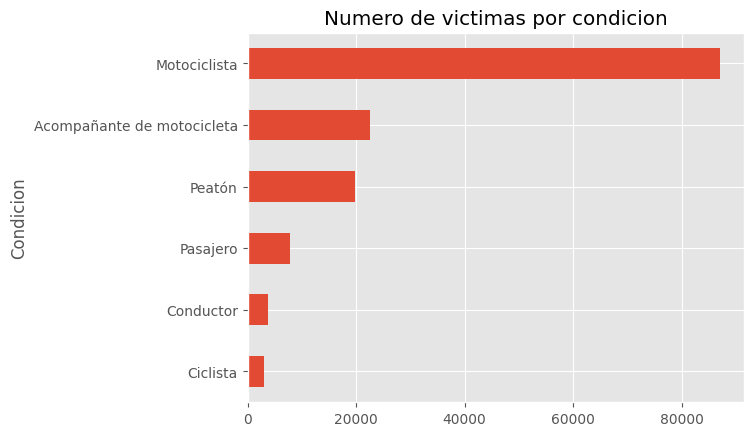 Numero de victimas por condicion
Condicion
Motociclista
Acompañante de motocicleta
Peatón
Pasajero
Conductor
Ciclista
0 20000 40000 60000 80000